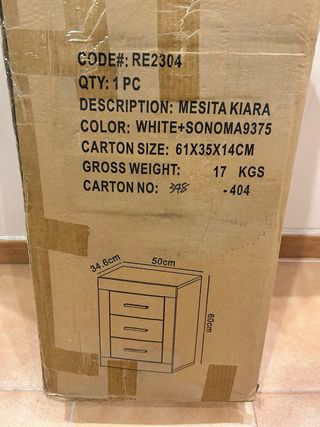 CODE#: RE2304
QTY: 1 PC
DESCRIPTION: MESITA KIARA
COLOR: WHITE+SONOMA9375
CARTON SIZE: 61X35X14CM
GROSS WEIGHT: 17 KGS
CARTON NO: 398 -404
34.6cm 50cm
60cm